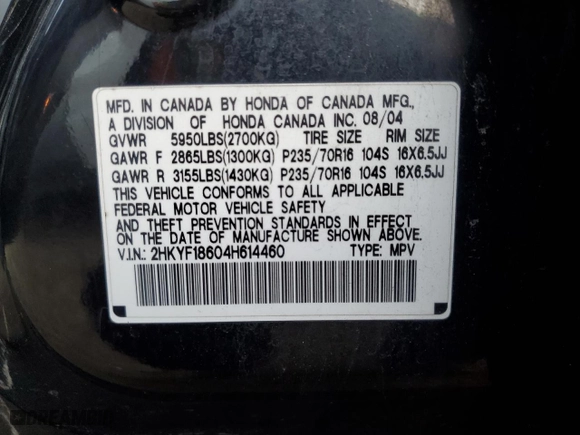 MFD. IN CANADA BY HONDA OF CANADA MFG.,
A DIVISION OF HONDA CANADA INC. 08/04
GVWR 5950LBS(2700KG) TIRE SIZE RIM SIZE
GAWR F 2865LBS(1300KG) P235/70R16 104S 16X6.5JJ
GAWR R 3155LBS(1430KG) P235/70R16 104S 16X6.5JJ
THIS VEHICLE CONFORMS TO ALL APPLICABLE
FEDERAL MOTOR VEHICLE SAFETY
AND THEFT PREVENTION STANDARDS IN EFFECT
ON THE DATE OF MANUFACTURE SHOWN ABOVE.
V.I.N.: 2HKYF18604H614460 TYPE: MPV
DREAMBID